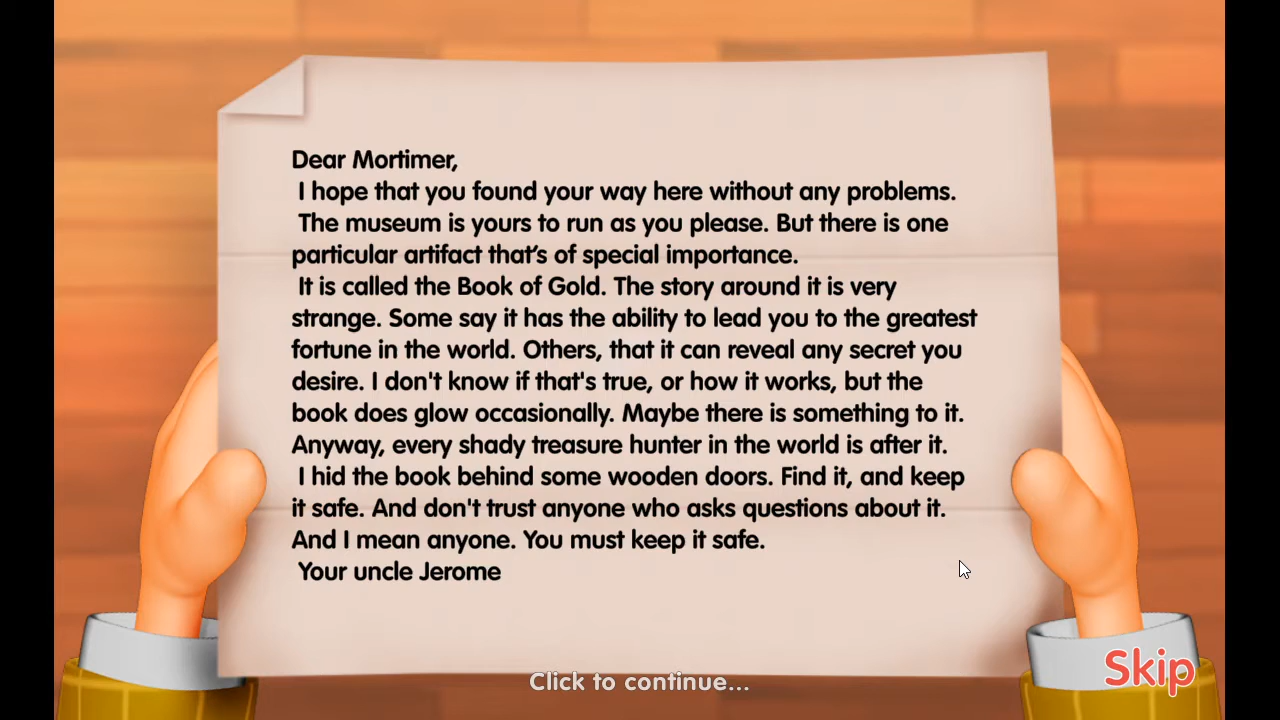 Dear Mortimer,
I hope that you found your way here without any problems.
The museum is yours to run as you please. But there is one
particular artifact that's of special importance.
It is called the Book of Gold. The story around it is very
strange. Some say it has the ability to lead you to the greatest
fortune in the world. Others, that it can reveal any secret you
desire. I don't know if that's true, or how it works, but the
book does glow occasionally. Maybe there is something to it.
Anyway, every shady treasure hunter in the world is after it.
I hid the book behind some wooden doors. Find it, and keep
it safe. And don't trust anyone who asks questions about it.
And I mean anyone. You must keep it safe.
Your uncle Jerome
Skip
Click to continue...